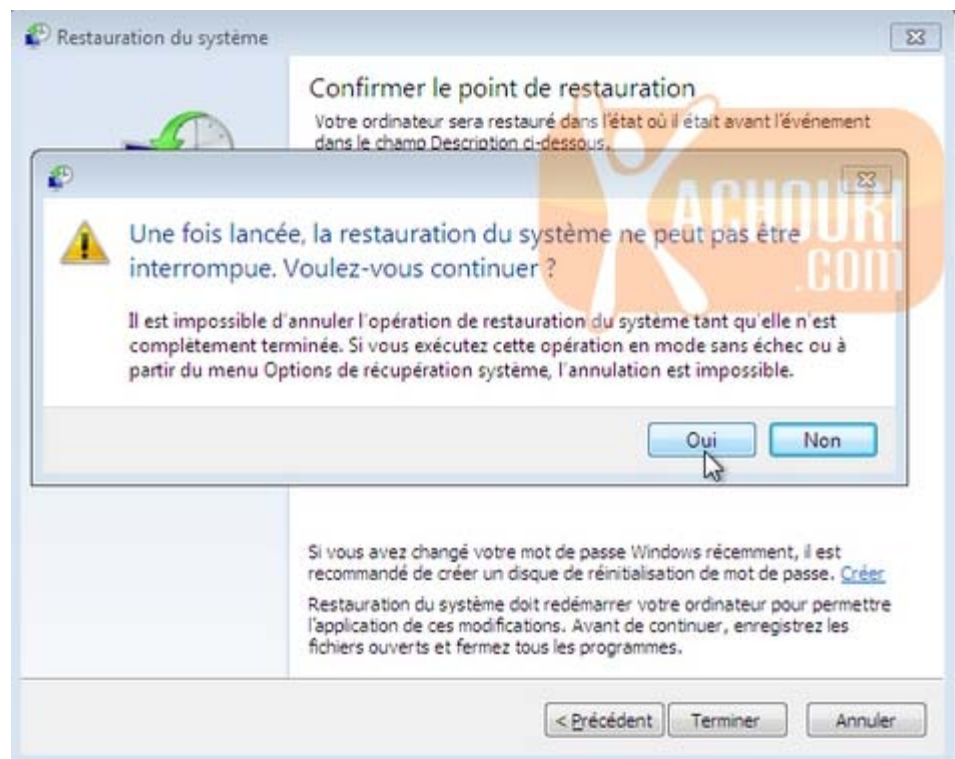 Restauration du système
Confirmer le point de restauration
Votre ordinateur sera restauré dans l'état où il était avant l'événement
dans le champ Description ci-dessous.
Une fois lancée, la restauration du système ne peut pas être
interrompue. Voulez-vous continuer ?
Il est impossible d'annuler l'opération de restauration du système tant qu'elle n'est
complètement terminée. Si vous exécutez cette opération en mode sans échec ou à
partir du menu Options de récupération système, l'annulation est impossible.
Oui
Non
Si vous avez changé votre mot de passe Windows récemment, il est
recommandé de créer un disque de réinitialisation de mot de passe. Créer
Restauration du système doit redémarrer votre ordinateur pour permettre
l'application de ces modifications. Avant de continuer, enregistrez les
fichiers ouverts et fermez tous les programmes.
< Précédent
Terminer
Annuler
ACHOURI
.COM